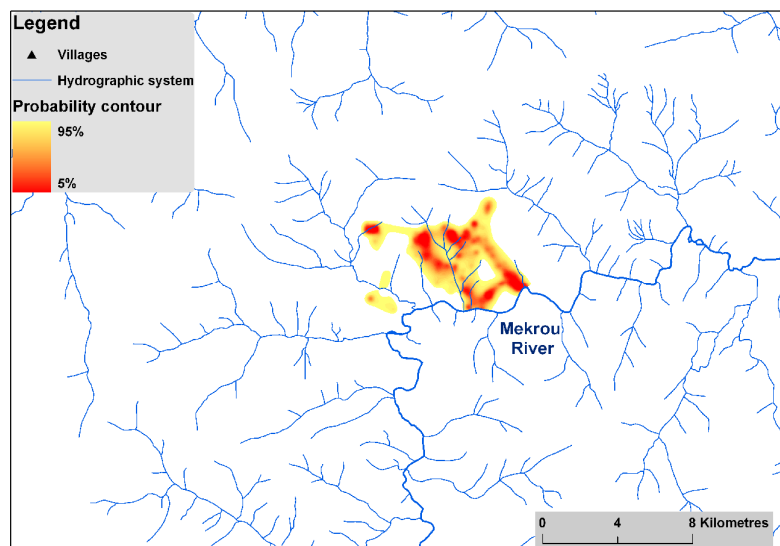 Legend
Villages
Hydrographic system
Probability contour
95%
5%
Mekrou
River
0 4 8 Kilometres